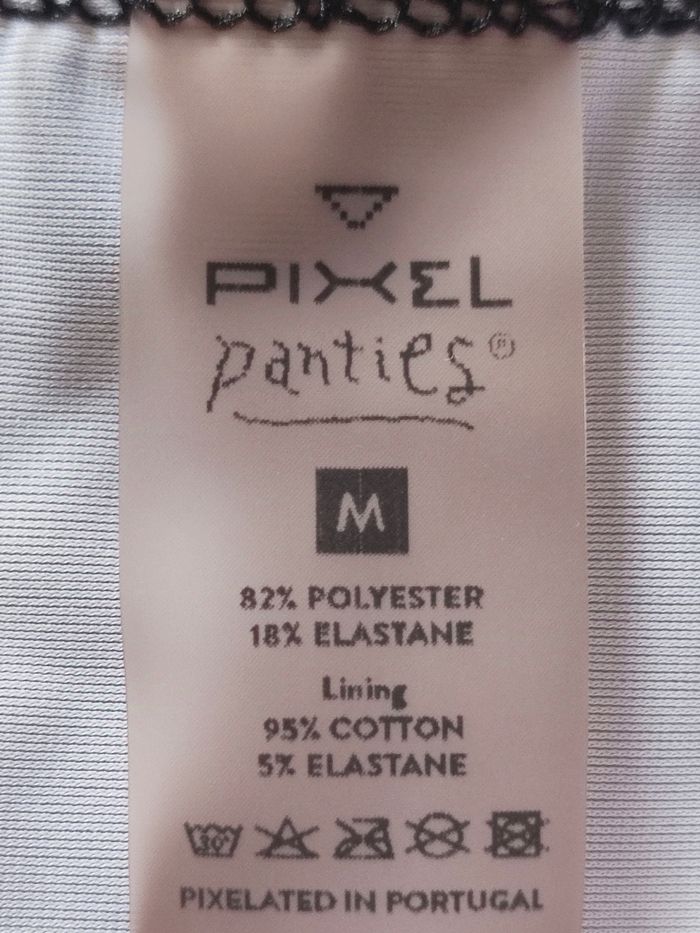 PIXEL
panties®
M
82% POLYESTER
18% ELASTANE
Lining
95% COTTON
5% ELASTANE
30°
PIXELATED IN PORTUGAL